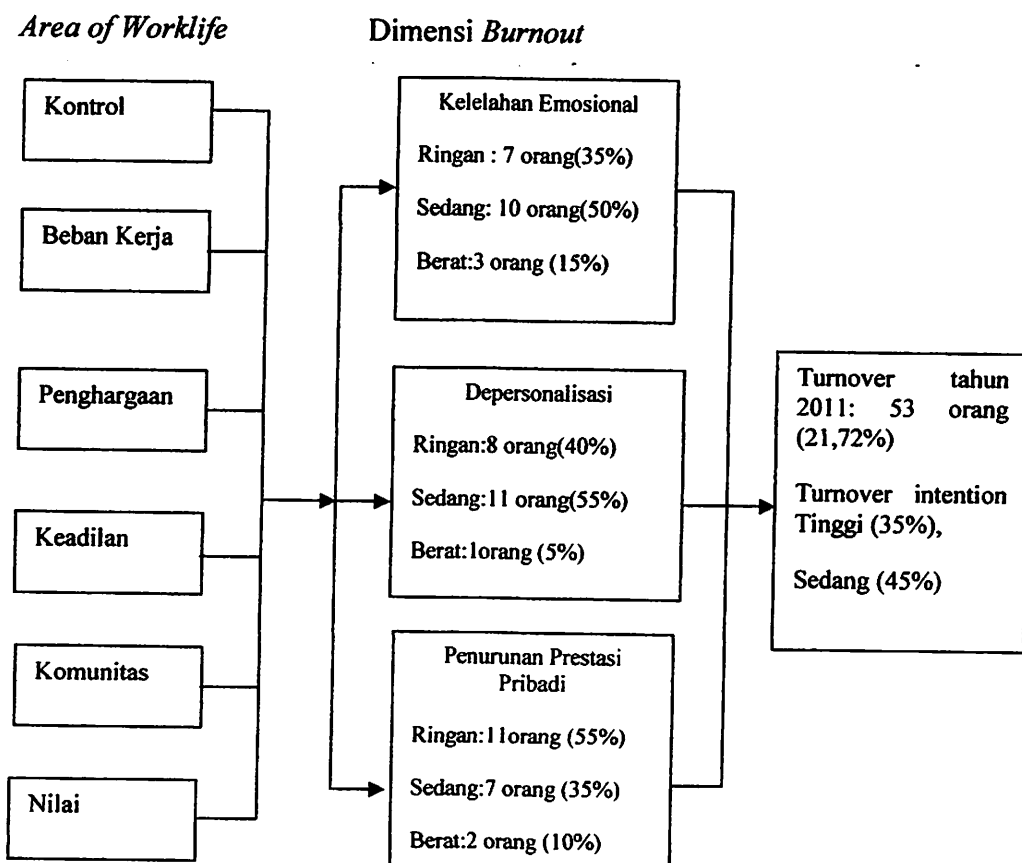 Area of Worklife
Dimensi Burnout
Kontrol
Beban Kerja
Penghargaan
Keadilan
Komunitas
Nilai
Kelelahan Emosional
Ringan : 7 orang(35%)
Sedang: 10 orang(50%)
Berat:3 orang (15%)
Depersonalisasi
Ringan:8 orang(40%)
Sedang:11 orang(55%)
Berat:1orang (5%)
Penurunan Prestasi
Pribadi
Ringan:11orang (55%)
Sedang:7 orang (35%)
Berat:2 orang (10%)
Turnover tahun
2011: 53 orang
(21,72%)
Turnover intention
Tinggi (35%),
Sedang (45%)